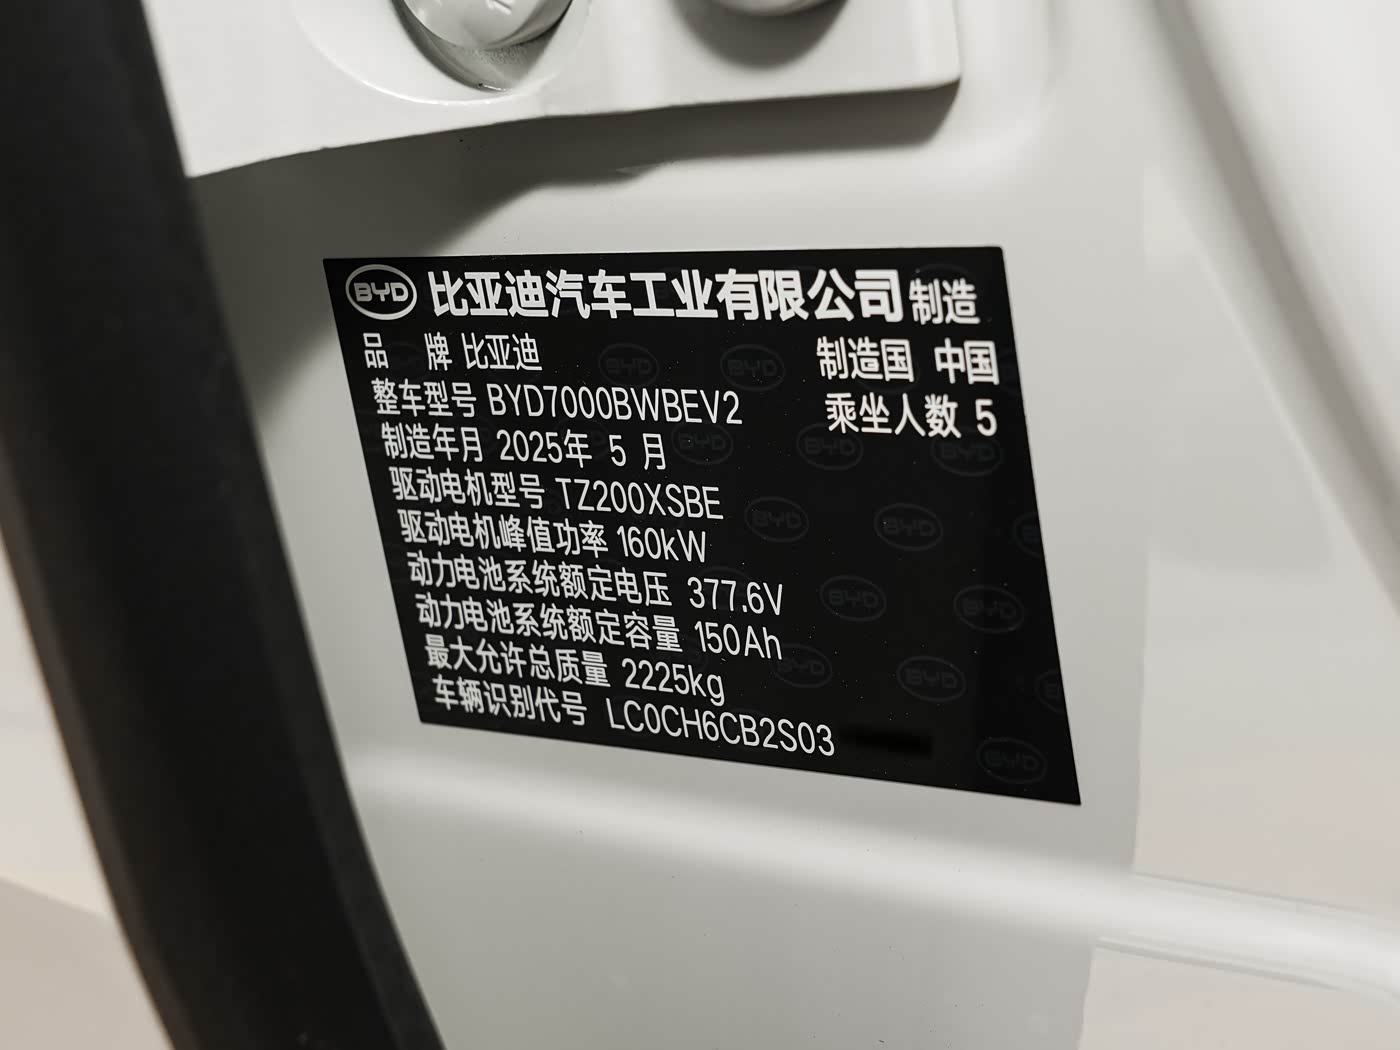 BYD 比亚迪汽车工业有限公司 制造
品 牌 比亚迪 制造国 中国
整车型号 BYD7000BWBEV2 乘坐人数 5
制造年月 2025年 5 月
驱动电机型号 TZ200XSBE
驱动电机峰值功率 160kW
动力电池系统额定电压 377.6V
动力电池系统额定容量 150Ah
最大允许总质量 2225kg
车辆识别代号 LC0CH6CB2S03